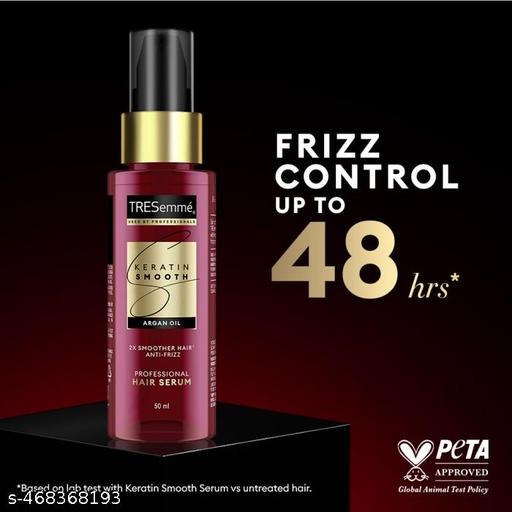 TRESemmé
USED BY PROFESSIONALS
KERATIN
SMOOTH
ARGAN OIL
2X SMOOTHER HAIR*
ANTI-FRIZZ
PROFESSIONAL
HAIR SERUM
50 ml
FRIZZ
CONTROL
UP TO
48 hrs*
PETA
APPROVED
Global Animal Test Policy
*Based on lab test with Keratin Smooth Serum vs untreated hair.
s-468368193